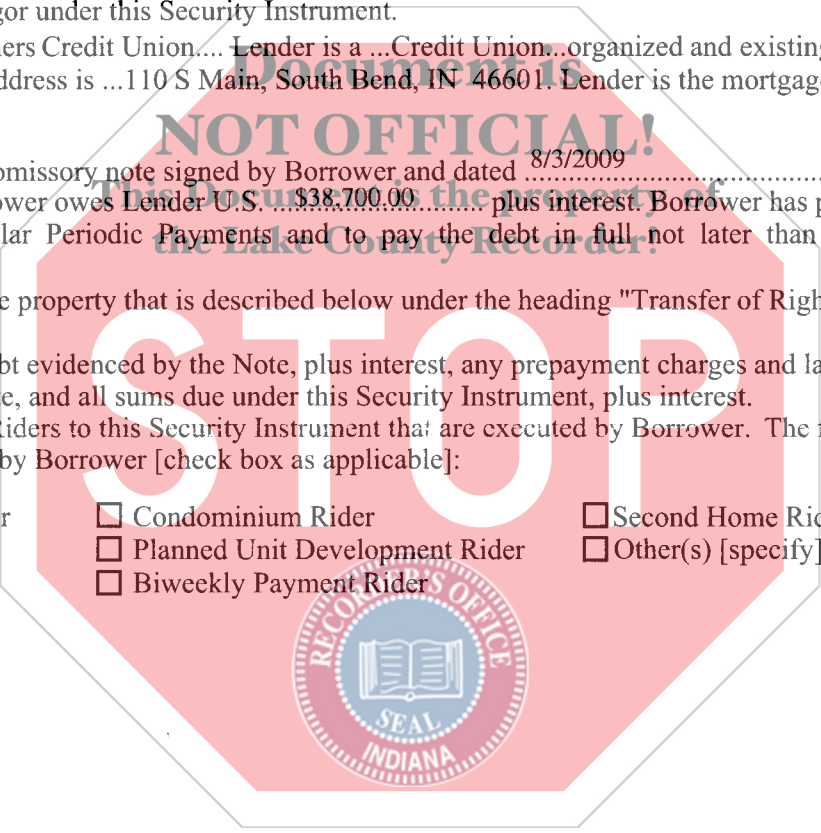 gor under this Security Instrument.
ners Credit Union.... Lender is a ...Credit Union...organized and existing
ddress is ...110 S Main, South Bend, IN 46601. Lender is the mortgag
Document is
NOT OFFICIAL!
This Document is the property of
the Lake County Recorder!
omissory note signed by Borrower and dated ...8/3/2009...
ower owes Lender U.S. ...$38,700.00... plus interest. Borrower has p
lar Periodic Payments and to pay the debt in full not later than
e property that is described below under the heading "Transfer of Righ
bt evidenced by the Note, plus interest, any prepayment charges and la
e, and all sums due under this Security Instrument, plus interest.
Riders to this Security Instrument that are executed by Borrower. The
by Borrower [check box as applicable]:
STOP
r ☐ Condominium Rider ☐ Second Home Rid
☐ Planned Unit Development Rider ☐ Other(s) [specify]
☐ Biweekly Payment Rider
RECORDER'S OFFICE
SEAL
INDIANA